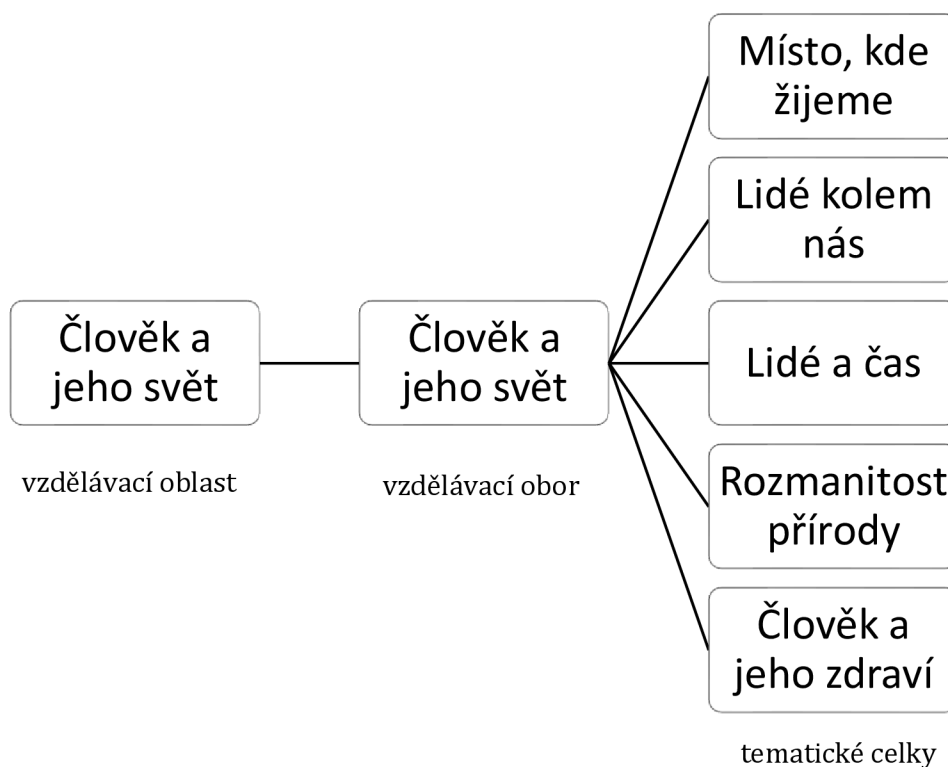 Místo, kde
žijeme
Lidé kolem
nás
Člověk a
jeho svět
Člověk a
jeho svět
Lidé a čas
vzdělávací oblast
vzdělávací obor
Rozmanitost
přírody
Člověk a
jeho zdraví
tematické celky